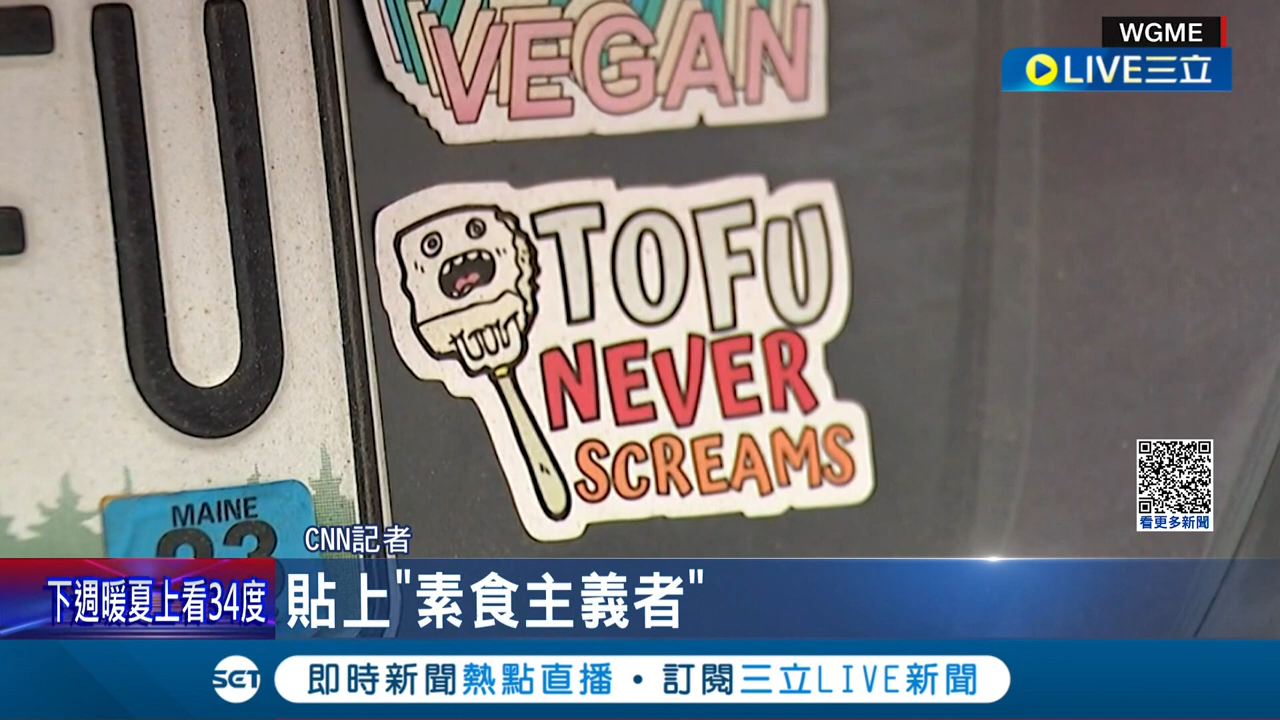 WGME
LIVE三立
VEGAN
TOFU
NEVER
SCREAMS
MAINE
看更多新聞
CNN記者
下週暖夏上看34度
貼上"素食主義者"
SET
即時新聞熱點直播・訂閱三立LIVE新聞